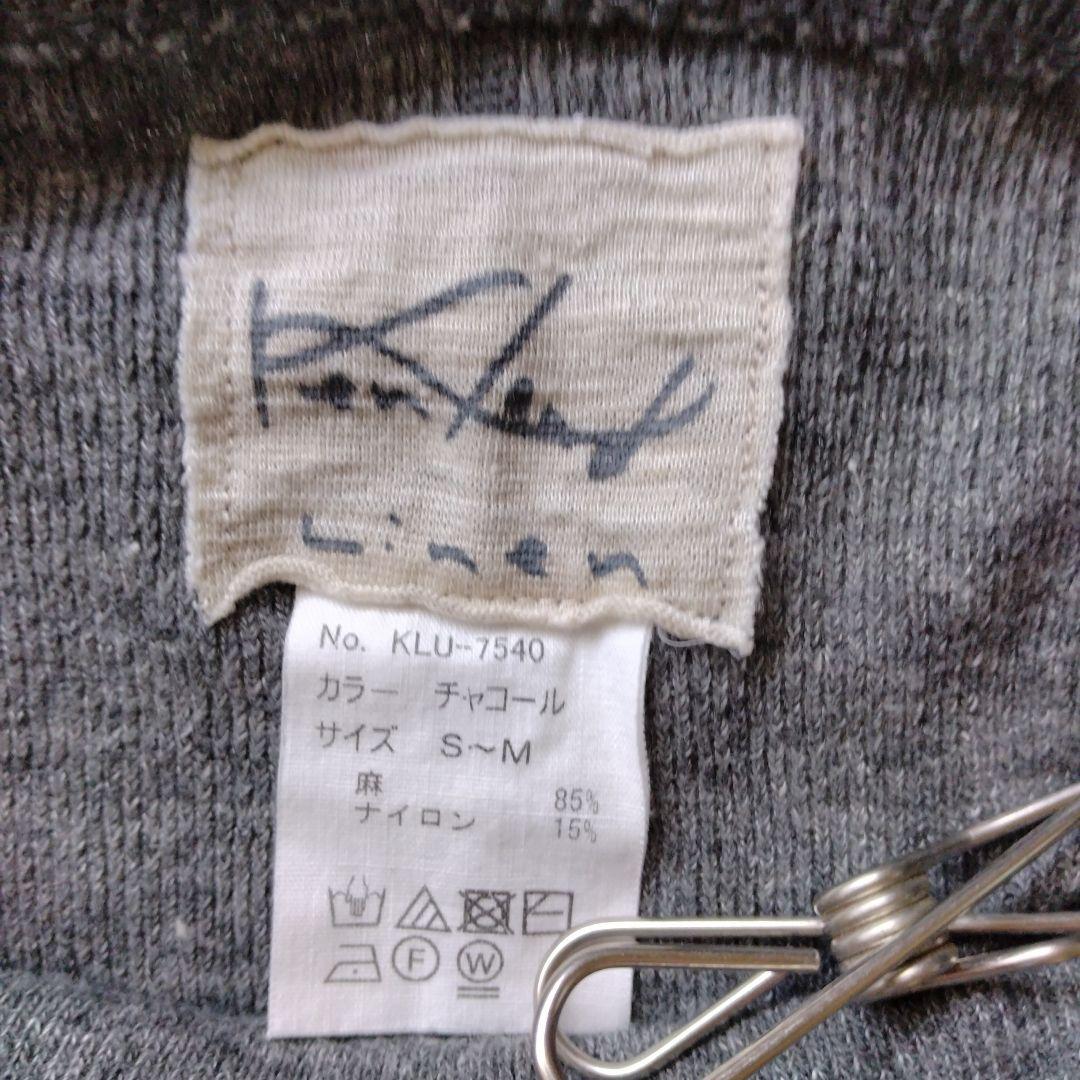 Linen
No. KLU-7540
カラー チャコール
サイズ S～M
麻 85%
ナイロン 15%
F W